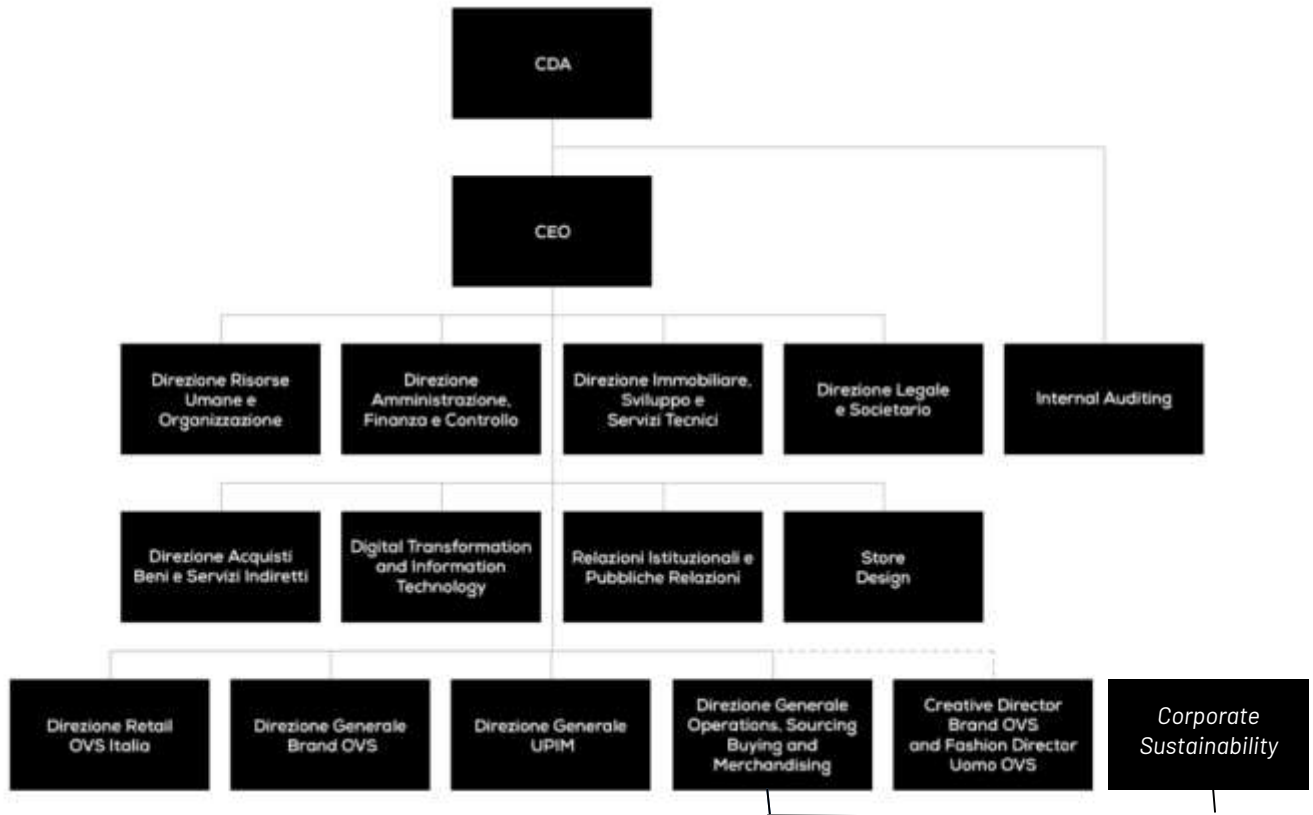 CDA
CEO
Direzione Risorse
Umane e
Organizzazione
Direzione
Amministrazione,
Finanza e Controllo
Direzione Immobiliare,
Sviluppo e
Servizi Tecnici
Direzione Legale
e Societario
Internal Auditing
Direzione Acquisti
Beni e Servizi Indiretti
Digital Transformation
and Information
Technology
Relazioni Istituzionali e
Pubbliche Relazioni
Store
Design
Direzione Retail
OVS Italia
Direzione Generale
Brand OVS
Direzione Generale
UPIM
Direzione Generale
Operations, Sourcing
Buying and
Merchandising
Creative Director
Brand OVS
and Fashion Director
Uomo OVS
Corporate
Sustainability